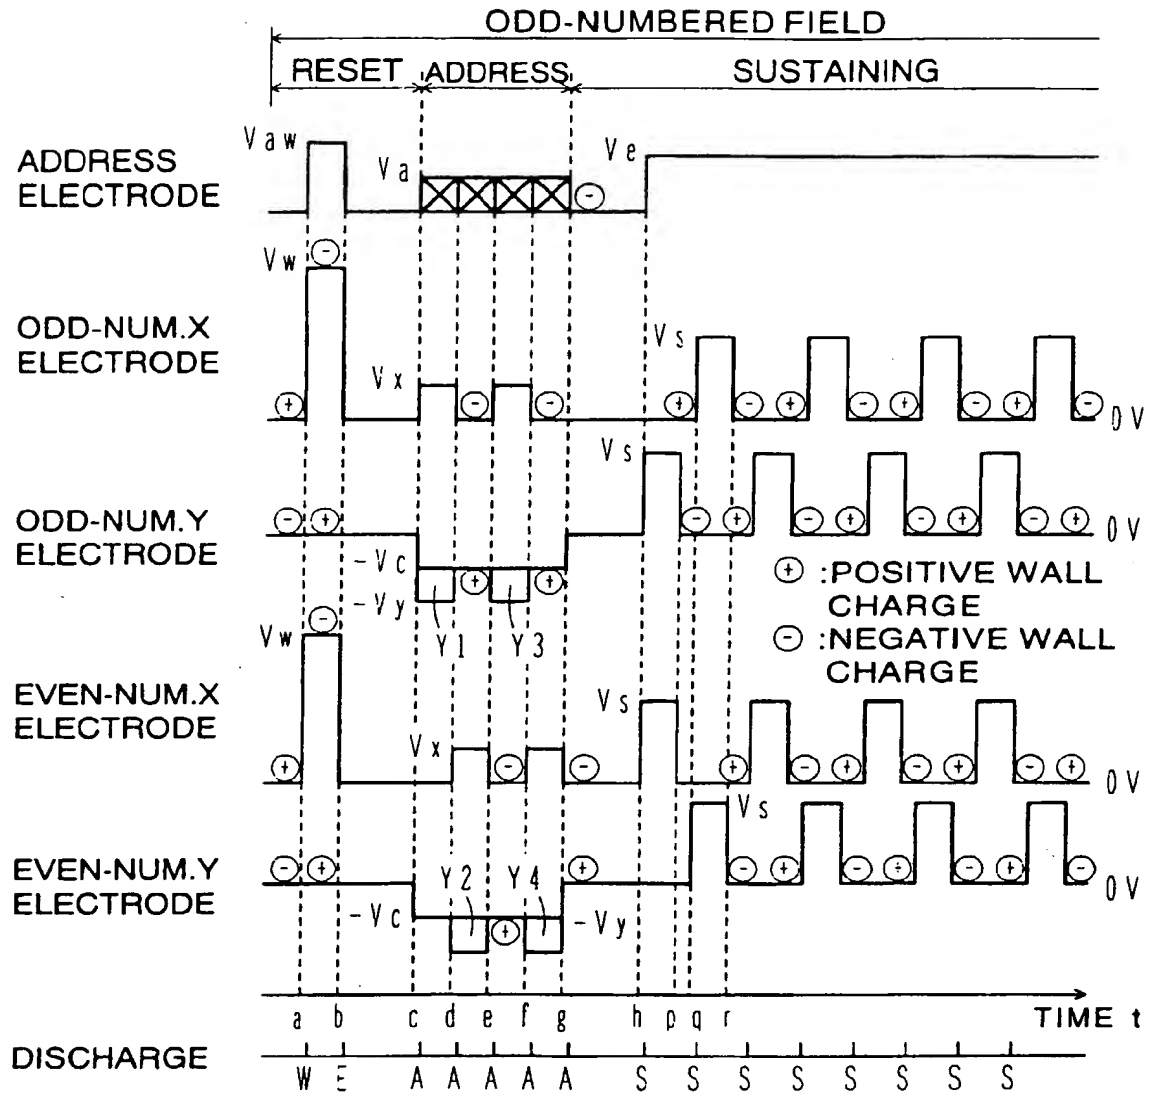 ODD-NUMBERED FIELD
RESET ADDRESS SUSTAINING
Vaw
Va
Ve
ADDRESS
ELECTRODE
-
Vw -
ODD-NUM.X
ELECTRODE
Vs
Vx
+ - - + - + - + - + - 0V
Vs
ODD-NUM.Y
ELECTRODE
- + - + - + - + - + 0V
-Vc
+ +
-Vy
Y1 Y3
+ :POSITIVE WALL
CHARGE
- :NEGATIVE WALL
CHARGE
Vw -
EVEN-NUM.X
ELECTRODE
Vs
Vx
+ - - + - + - + - + 0V
Vs
EVEN-NUM.Y
ELECTRODE
- + + - + - + - + - 0V
Y2 Y4
-Vc + -Vy
a b c d e f g h p q r TIME t
DISCHARGE
W E A A A A A S S S S S S S